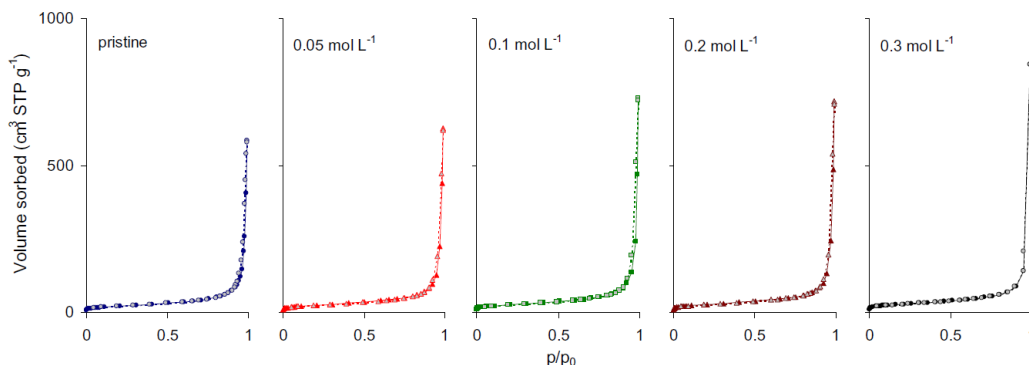 1000
500
0
Volume sorbed (cm³ STP g⁻¹)
pristine
0.05 mol L⁻¹
0.1 mol L⁻¹
0.2 mol L⁻¹
0.3 mol L⁻¹
0 0.5 1
0 0.5 1
0 0.5 1
0 0.5 1
0 0.5 1
p/p₀